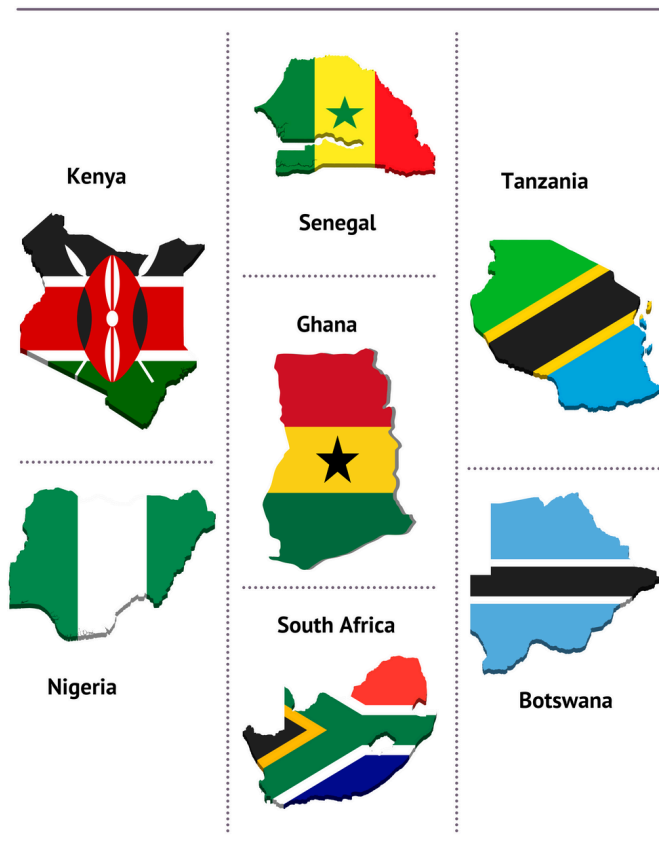 Kenya
Nigeria
Senegal
Ghana
South Africa
Tanzania
Botswana